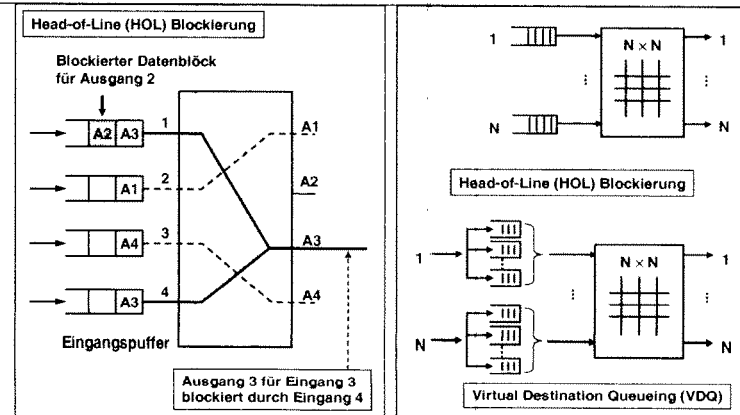 Head-of-Line (HOL) Blockierung
Blockierter Datenblöck
für Ausgang 2
A2 A3
1
A1
A1
2
A2
A4
3
A3
A3
4
A4
Eingangspuffer
Ausgang 3 für Eingang 3
blockiert durch Eingang 4
1
N × N
1
N
N
Head-of-Line (HOL) Blockierung
1
N × N
1
N
N
Virtual Destination Queueing (VDQ)